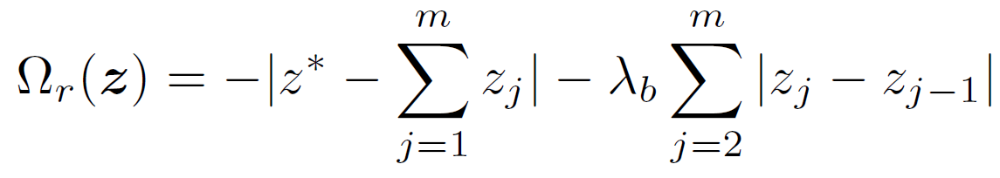 Ω_r(𝒛) = −|z* − ∑_{j=1}^{m} z_j| − λ_b ∑_{j=2}^{m} |z_j − z_{j−1}|